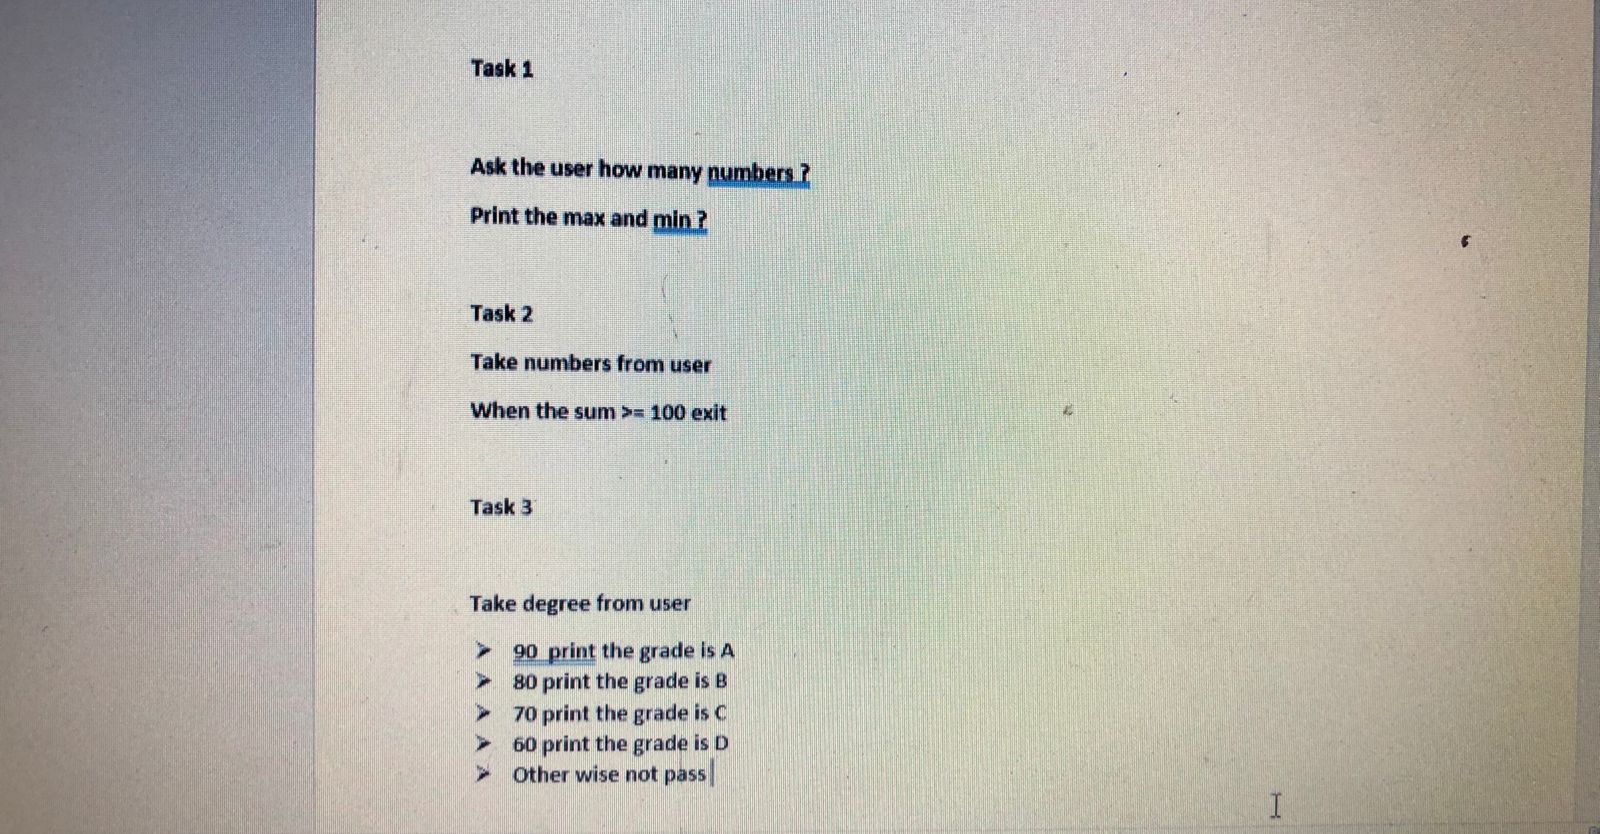 Task 1
Ask the user how many numbers ?
Print the max and min ?
Task 2
Take numbers from user
When the sum >= 100 exit
Task 3
Take degree from user
➢ 90 print the grade is A
➢ 80 print the grade is B
➢ 70 print the grade is C
➢ 60 print the grade is D
➢ Other wise not pass